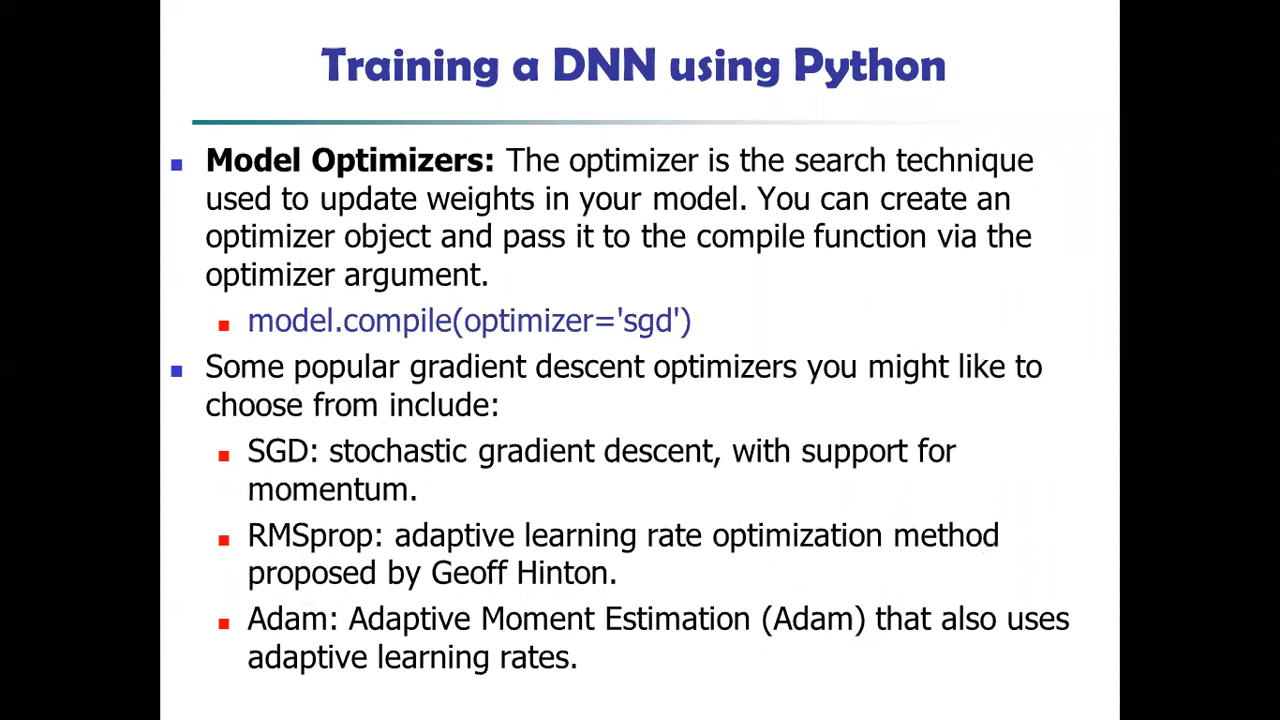 Training a DNN using Python
Model Optimizers: The optimizer is the search technique
used to update weights in your model. You can create an
optimizer object and pass it to the compile function via the
optimizer argument.
model.compile(optimizer='sgd')
Some popular gradient descent optimizers you might like to
choose from include:
SGD: stochastic gradient descent, with support for
momentum.
RMSprop: adaptive learning rate optimization method
proposed by Geoff Hinton.
Adam: Adaptive Moment Estimation (Adam) that also uses
adaptive learning rates.